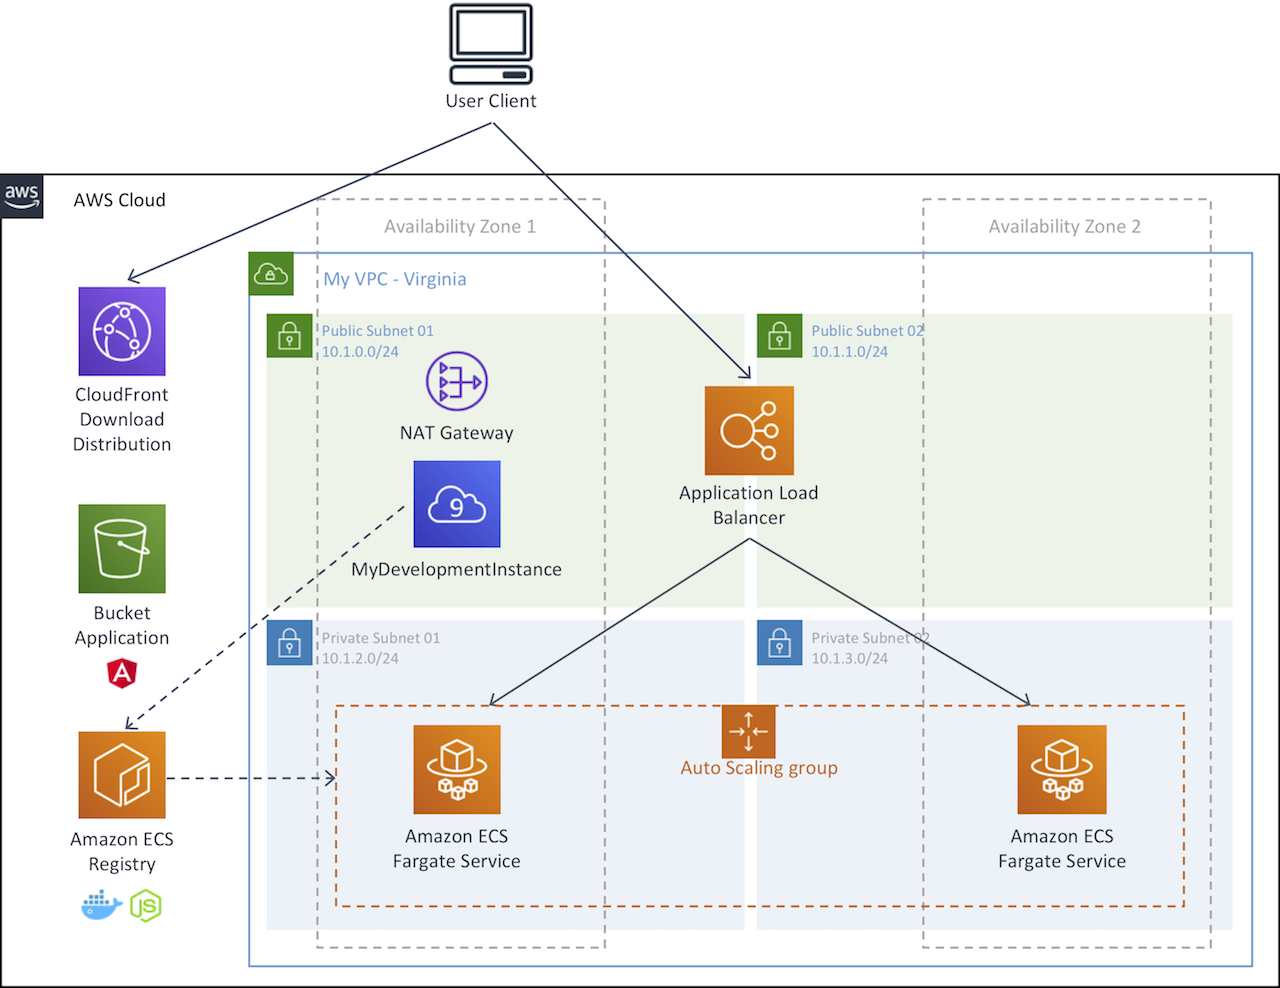 User Client
aws
AWS Cloud
Availability Zone 1
Availability Zone 2
My VPC - Virginia
Public Subnet 01
10.1.0.0/24
Public Subnet 02
10.1.1.0/24
CloudFront
Download
Distribution
NAT Gateway
Application Load
Balancer
9
MyDevelopmentInstance
Bucket
Application
A
Private Subnet 01
10.1.2.0/24
Private Subnet 02
10.1.3.0/24
Auto Scaling group
Amazon ECS
Registry
JS
Amazon ECS
Fargate Service
Amazon ECS
Fargate Service